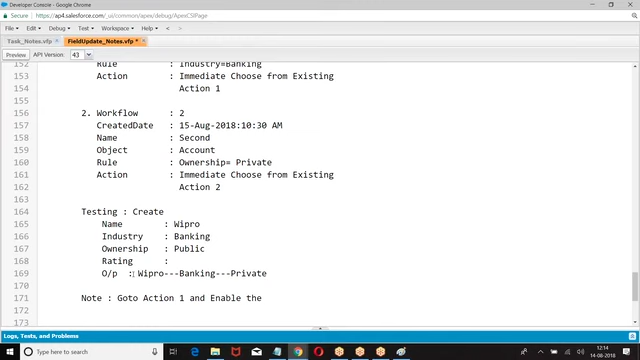 Developer Console - Google Chrome
Secure https://ap4.salesforce.com/_ui/common/apex/debug/ApexCSIPage
File Edit Debug Test Workspace Help < >
Task_Notes.vfp FieldUpdate_Notes.vfp
Preview API Version: 43
152 Rule : Industry=Banking
153 Action : Immediate Choose from Existing
154 Action 1
155
156 2. Workflow : 2
157 CreatedDate : 15-Aug-2018:10:30 AM
158 Name : Second
159 Object : Account
160 Rule : Ownership= Private
161 Action : Immediate Choose from Existing
162 Action 2
163
164 Testing : Create
165 Name : Wipro
166 Industry : Banking
167 Ownership : Public
168 Rating :
169 O/p : Wipro---Banking---Private
170
171 Note : Goto Action 1 and Enable the
172
173
Logs, Tests, and Problems
Type here to search
12:14
14-08-2018